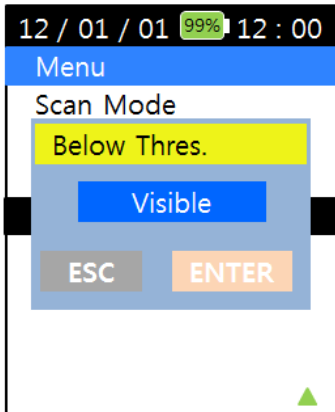 12 / 01 / 01 99% 12 : 00
Menu
Scan Mode
Below Thres.
Visible
ESC ENTER